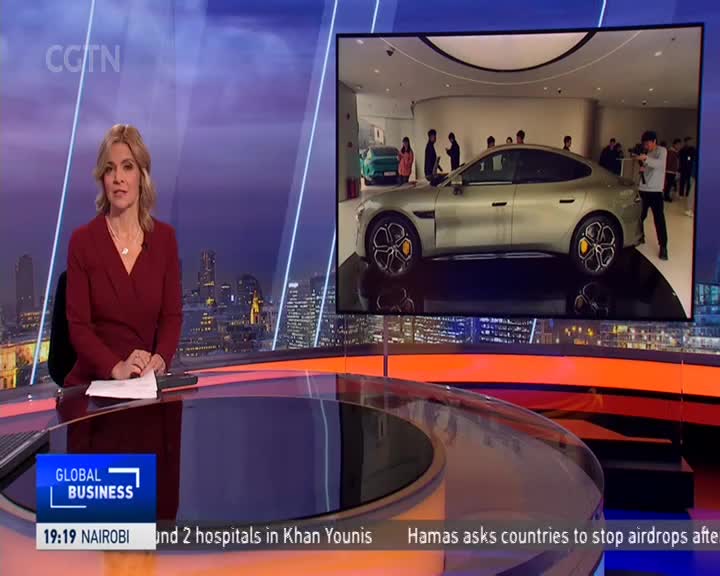 CGTN
GLOBAL
BUSINESS
19:19 NAIROBI
und 2 hospitals in Khan Younis Hamas asks countries to stop airdrops afte